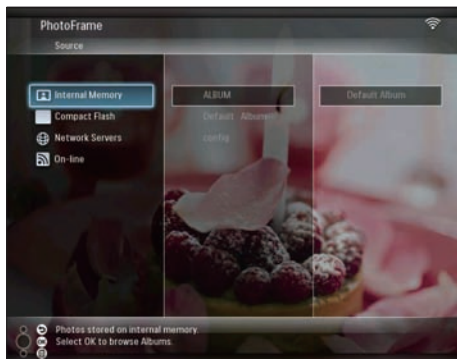 PhotoFrame
Source
Internal Memory
Compact Flash
Network Servers
On-line
ALBUM
Default Album
config
Default Album
Photos stored on internal memory.
Select OK to browse Albums.